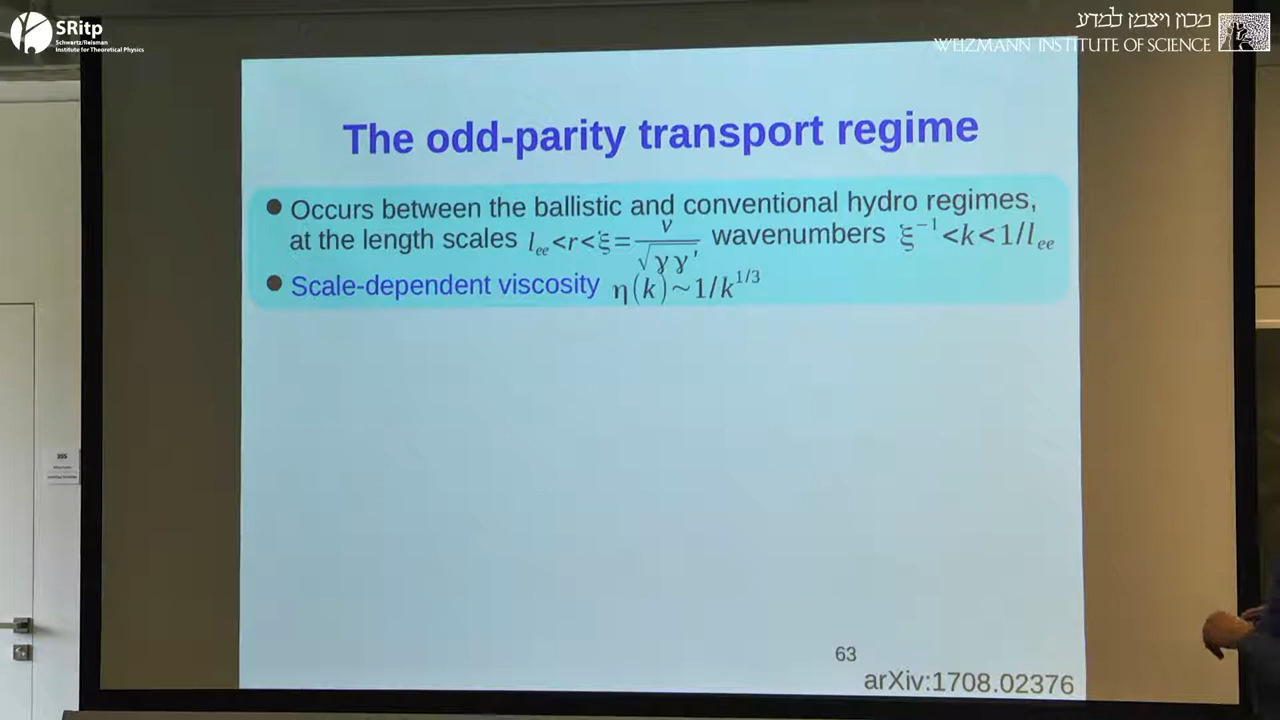 SRitp
Schwartz/Reisman
Institute for Theoretical Physics
מכון ויצמן למדע
WEIZMANN INSTITUTE OF SCIENCE
The odd-parity transport regime
● Occurs between the ballistic and conventional hydro regimes,
at the length scales l_ee<r<ξ=v/√γγ' wavenumbers ξ⁻¹<k<1/l_ee
● Scale-dependent viscosity η(k)~1/k^{1/3}
355
63
arXiv:1708.02376